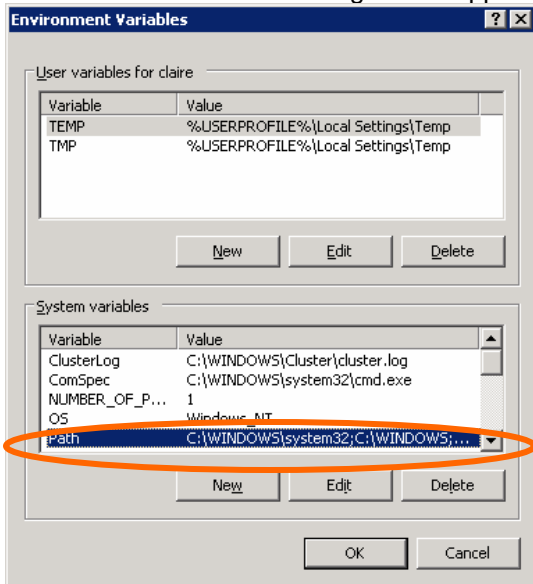 Environment Variables
User variables for claire
Variable Value
TEMP %USERPROFILE%\Local Settings\Temp
TMP %USERPROFILE%\Local Settings\Temp
New Edit Delete
System variables
Variable Value
ClusterLog C:\WINDOWS\Cluster\cluster.log
ComSpec C:\WINDOWS\system32\cmd.exe
NUMBER_OF_P... 1
OS Windows_NT
Path C:\WINDOWS\system32;C:\WINDOWS;...
New Edit Delete
OK Cancel